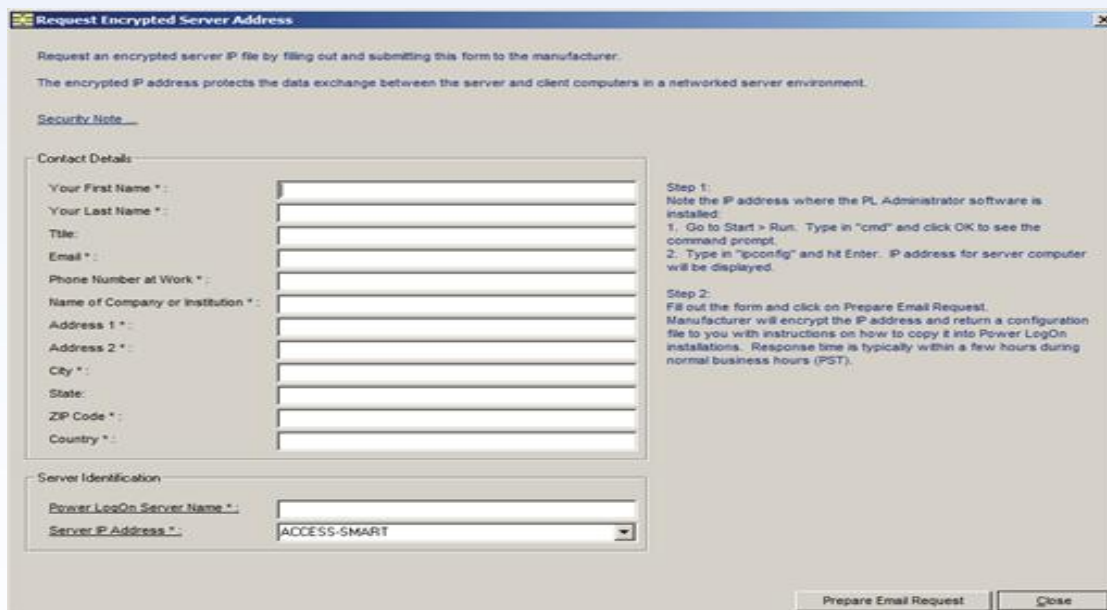 Request Encrypted Server Address
Request an encrypted server IP file by filling out and submitting this form to the manufacturer.
The encrypted IP address protects the data exchange between the server and client computers in a networked server environment.
Security Note ...
Contact Details
Your First Name * :
Your Last Name * :
Title:
Email * :
Phone Number at Work * :
Name of Company or Institution * :
Address 1 * :
Address 2 * :
City * :
State:
ZIP Code * :
Country * :
Step 1:
Note the IP address where the PL Administrator software is
installed:
1. Go to Start > Run. Type in "cmd" and click OK to see the
command prompt.
2. Type in "ipconfig" and hit Enter. IP address for server computer
will be displayed.
Step 2:
Fill out the form and click on Prepare Email Request.
Manufacturer will encrypt the IP address and return a configuration
file to you with instructions on how to copy it into Power LogOn
installations. Response time is typically within a few hours during
normal business hours (PST).
Server Identification
Power LogOn Server Name * :
Server IP Address * :
ACCESS-SMART
Prepare Email Request
Close